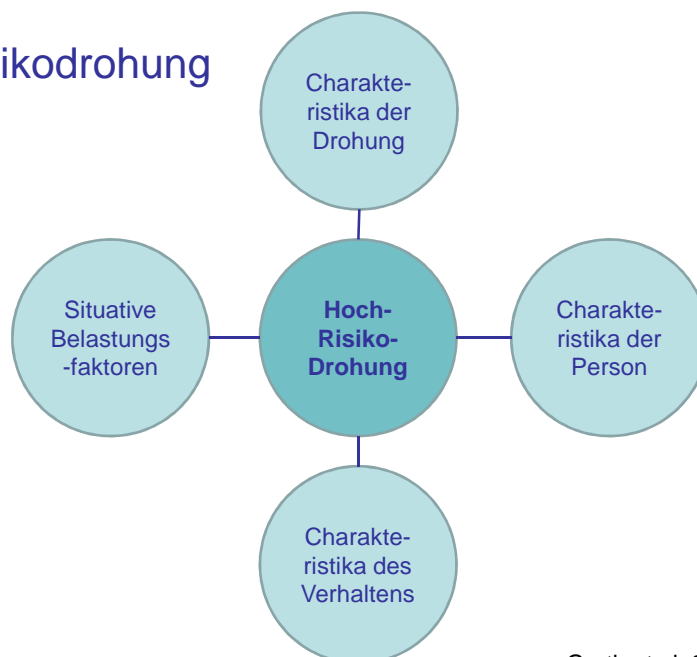 ikodrohung
Charakte-
ristika der
Drohung
Situative
Belastungs
-faktoren
Hoch-
Risiko-
Drohung
Charakte-
ristika der
Person
Charakte-
ristika des
Verhaltens